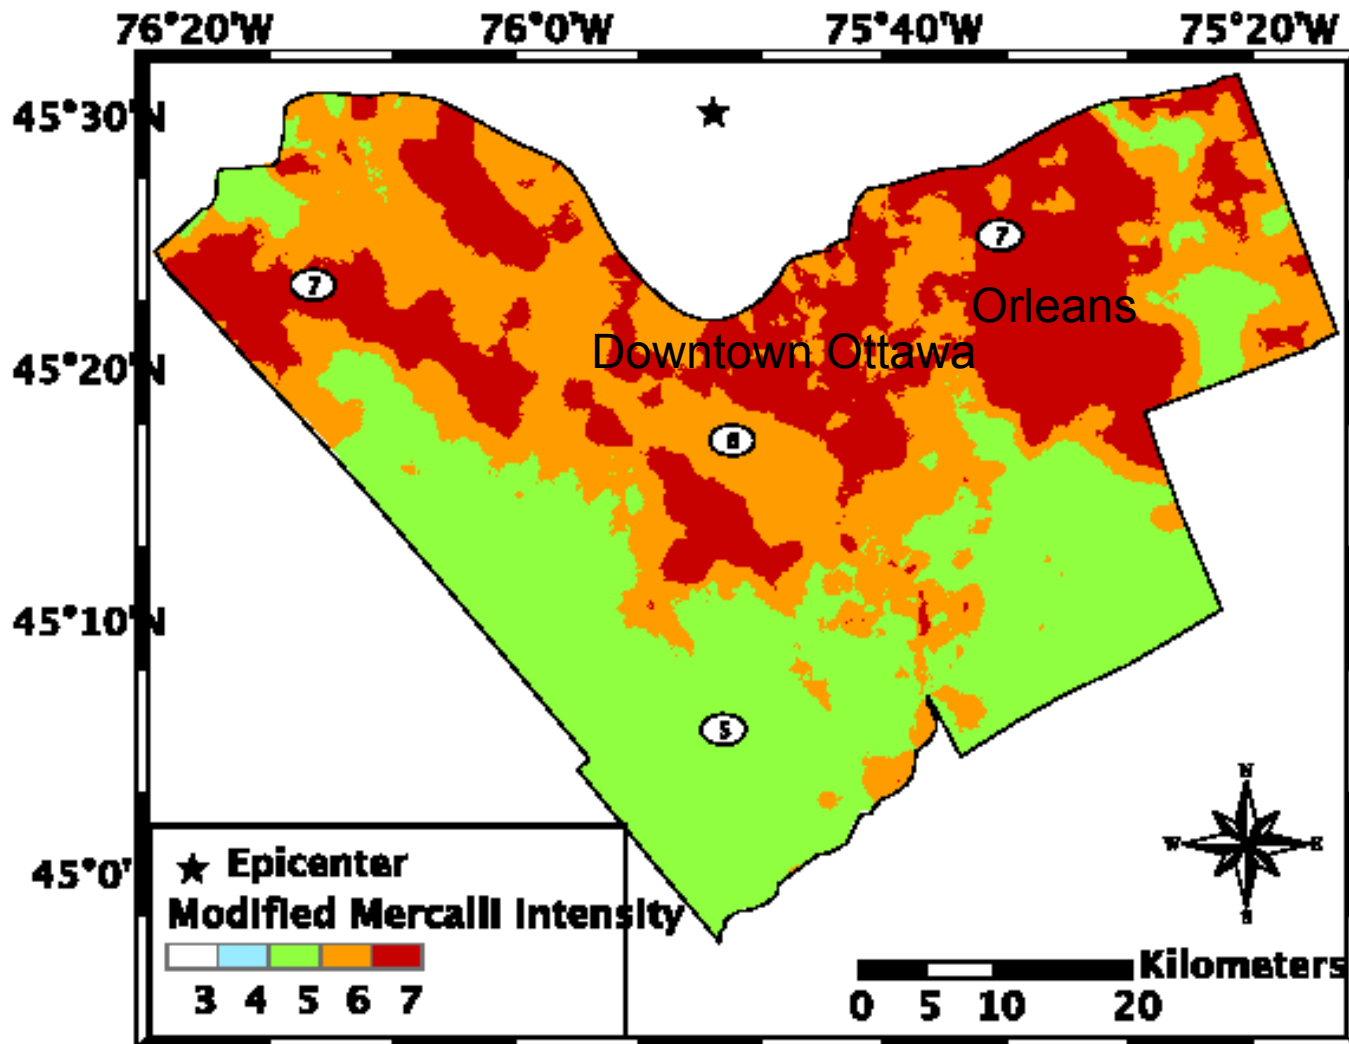 76°20'W 76°0'W 75°40'W 75°20'W
45°30'N
7
7
Orleans
Downtown Ottawa
45°20'N
6
45°10'N
5
N
W E
S
45°0'
Epicenter
Modified Mercalli Intensity
3 4 5 6 7
Kilometers
0 5 10 20